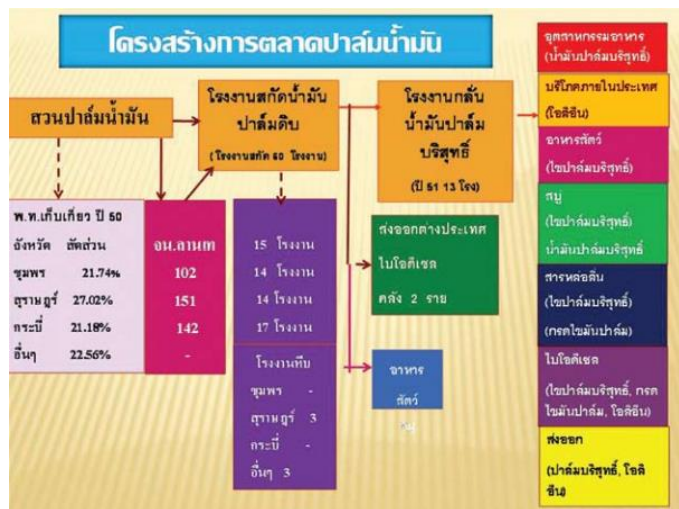 โครงสร้างการตลาดปาล์มน้ำมัน
สวนปาล์มน้ำมัน
โรงงานสกัดน้ำมัน
ปาล์มดิบ
(โรงงานสกัด 60 โรงงาน)
โรงงานกลั่น
น้ำมันปาล์ม
บริสุทธิ์
(ปี 51 13 โรง)
พ.ท.เก็บเกี่ยว ปี 50
จังหวัด สัดส่วน
ชุมพร 21.74%
สุราษฎร์ 27.02%
กระบี่ 21.18%
อื่นๆ 22.56%
จน.ลานเท
102
151
142
-
15 โรงงาน
14 โรงงาน
14 โรงงาน
17 โรงงาน
โรงงานหีบ
ชุมพร -
สุราษฎร์ 3
กระบี่ -
อื่นๆ 3
ส่งออกต่างประเทศ
ไบโอดีเซล
คลัง 2 ราย
อาหาร
สัตว์
อุตสาหกรรมอาหาร
(น้ำมันปาล์มบริสุทธิ์)
บริโภคภายในประเทศ
(โอลีอีน)
อาหารสัตว์
(ไขปาล์มบริสุทธิ์)
สบู่
(ไขปาล์มบริสุทธิ์)
น้ำมันปาล์มบริสุทธิ์
สารหล่อลื่น
(ไขปาล์มบริสุทธิ์)
(กรดไขมันปาล์ม)
ไบโอดีเซล
(ไขปาล์มบริสุทธิ์, กรด
ไขมันปาล์ม, โอลิอีน)
ส่งออก
(ปาล์มบริสุทธิ์, โอลิ
อีน)